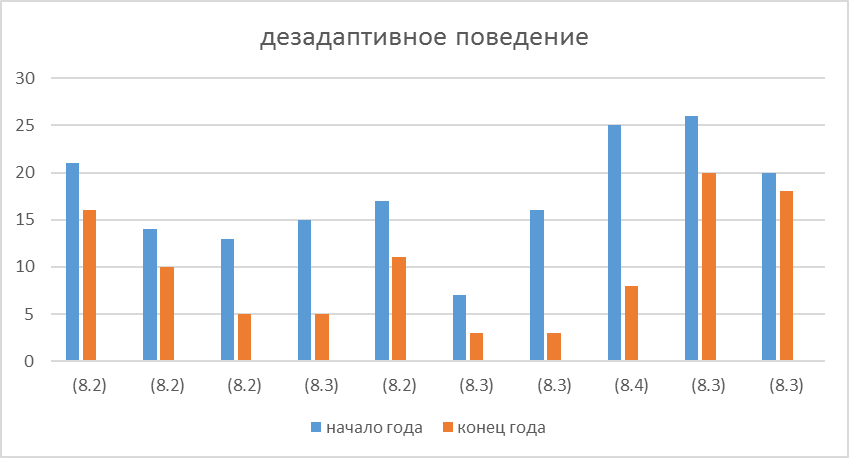 дезадаптивное поведение
30
25
20
15
10
5
0
(8.2) (8.2) (8.2) (8.3) (8.2) (8.3) (8.3) (8.4) (8.3) (8.3)
начало года конец года